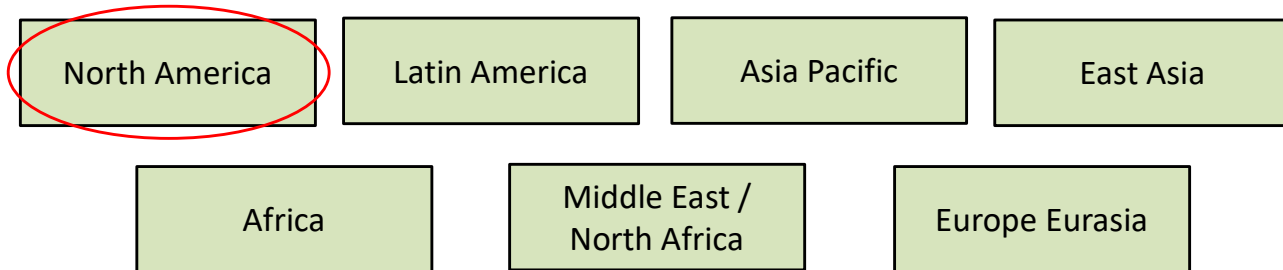 North America
Latin America
Asia Pacific
East Asia
Africa
Middle East /
North Africa
Europe Eurasia